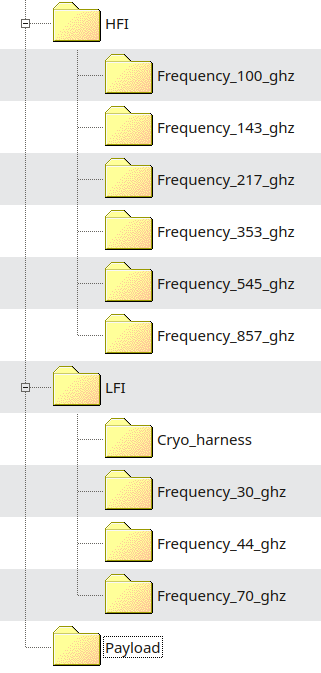 HFI
Frequency_100_ghz
Frequency_143_ghz
Frequency_217_ghz
Frequency_353_ghz
Frequency_545_ghz
Frequency_857_ghz
LFI
Cryo_harness
Frequency_30_ghz
Frequency_44_ghz
Frequency_70_ghz
Payload